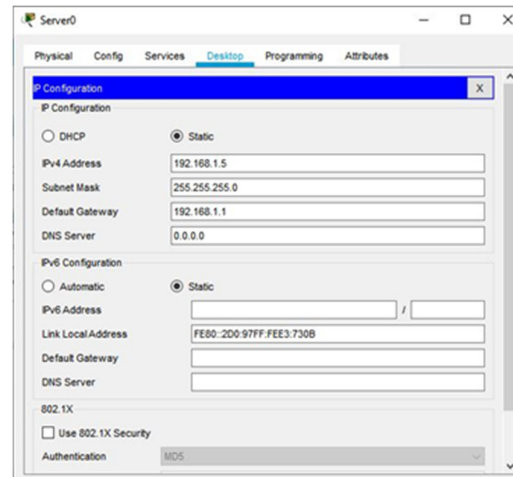 Server0
Physical Config Services Desktop Programming Attributes
IP Configuration X
IP Configuration
DHCP Static
IPv4 Address 192.168.1.5
Subnet Mask 255.255.255.0
Default Gateway 192.168.1.1
DNS Server 0.0.0.0
IPv6 Configuration
Automatic Static
IPv6 Address /
Link Local Address FE80::2D0:97FF:FEE3:730B
Default Gateway
DNS Server
802.1X
Use 802.1X Security
Authentication MD5